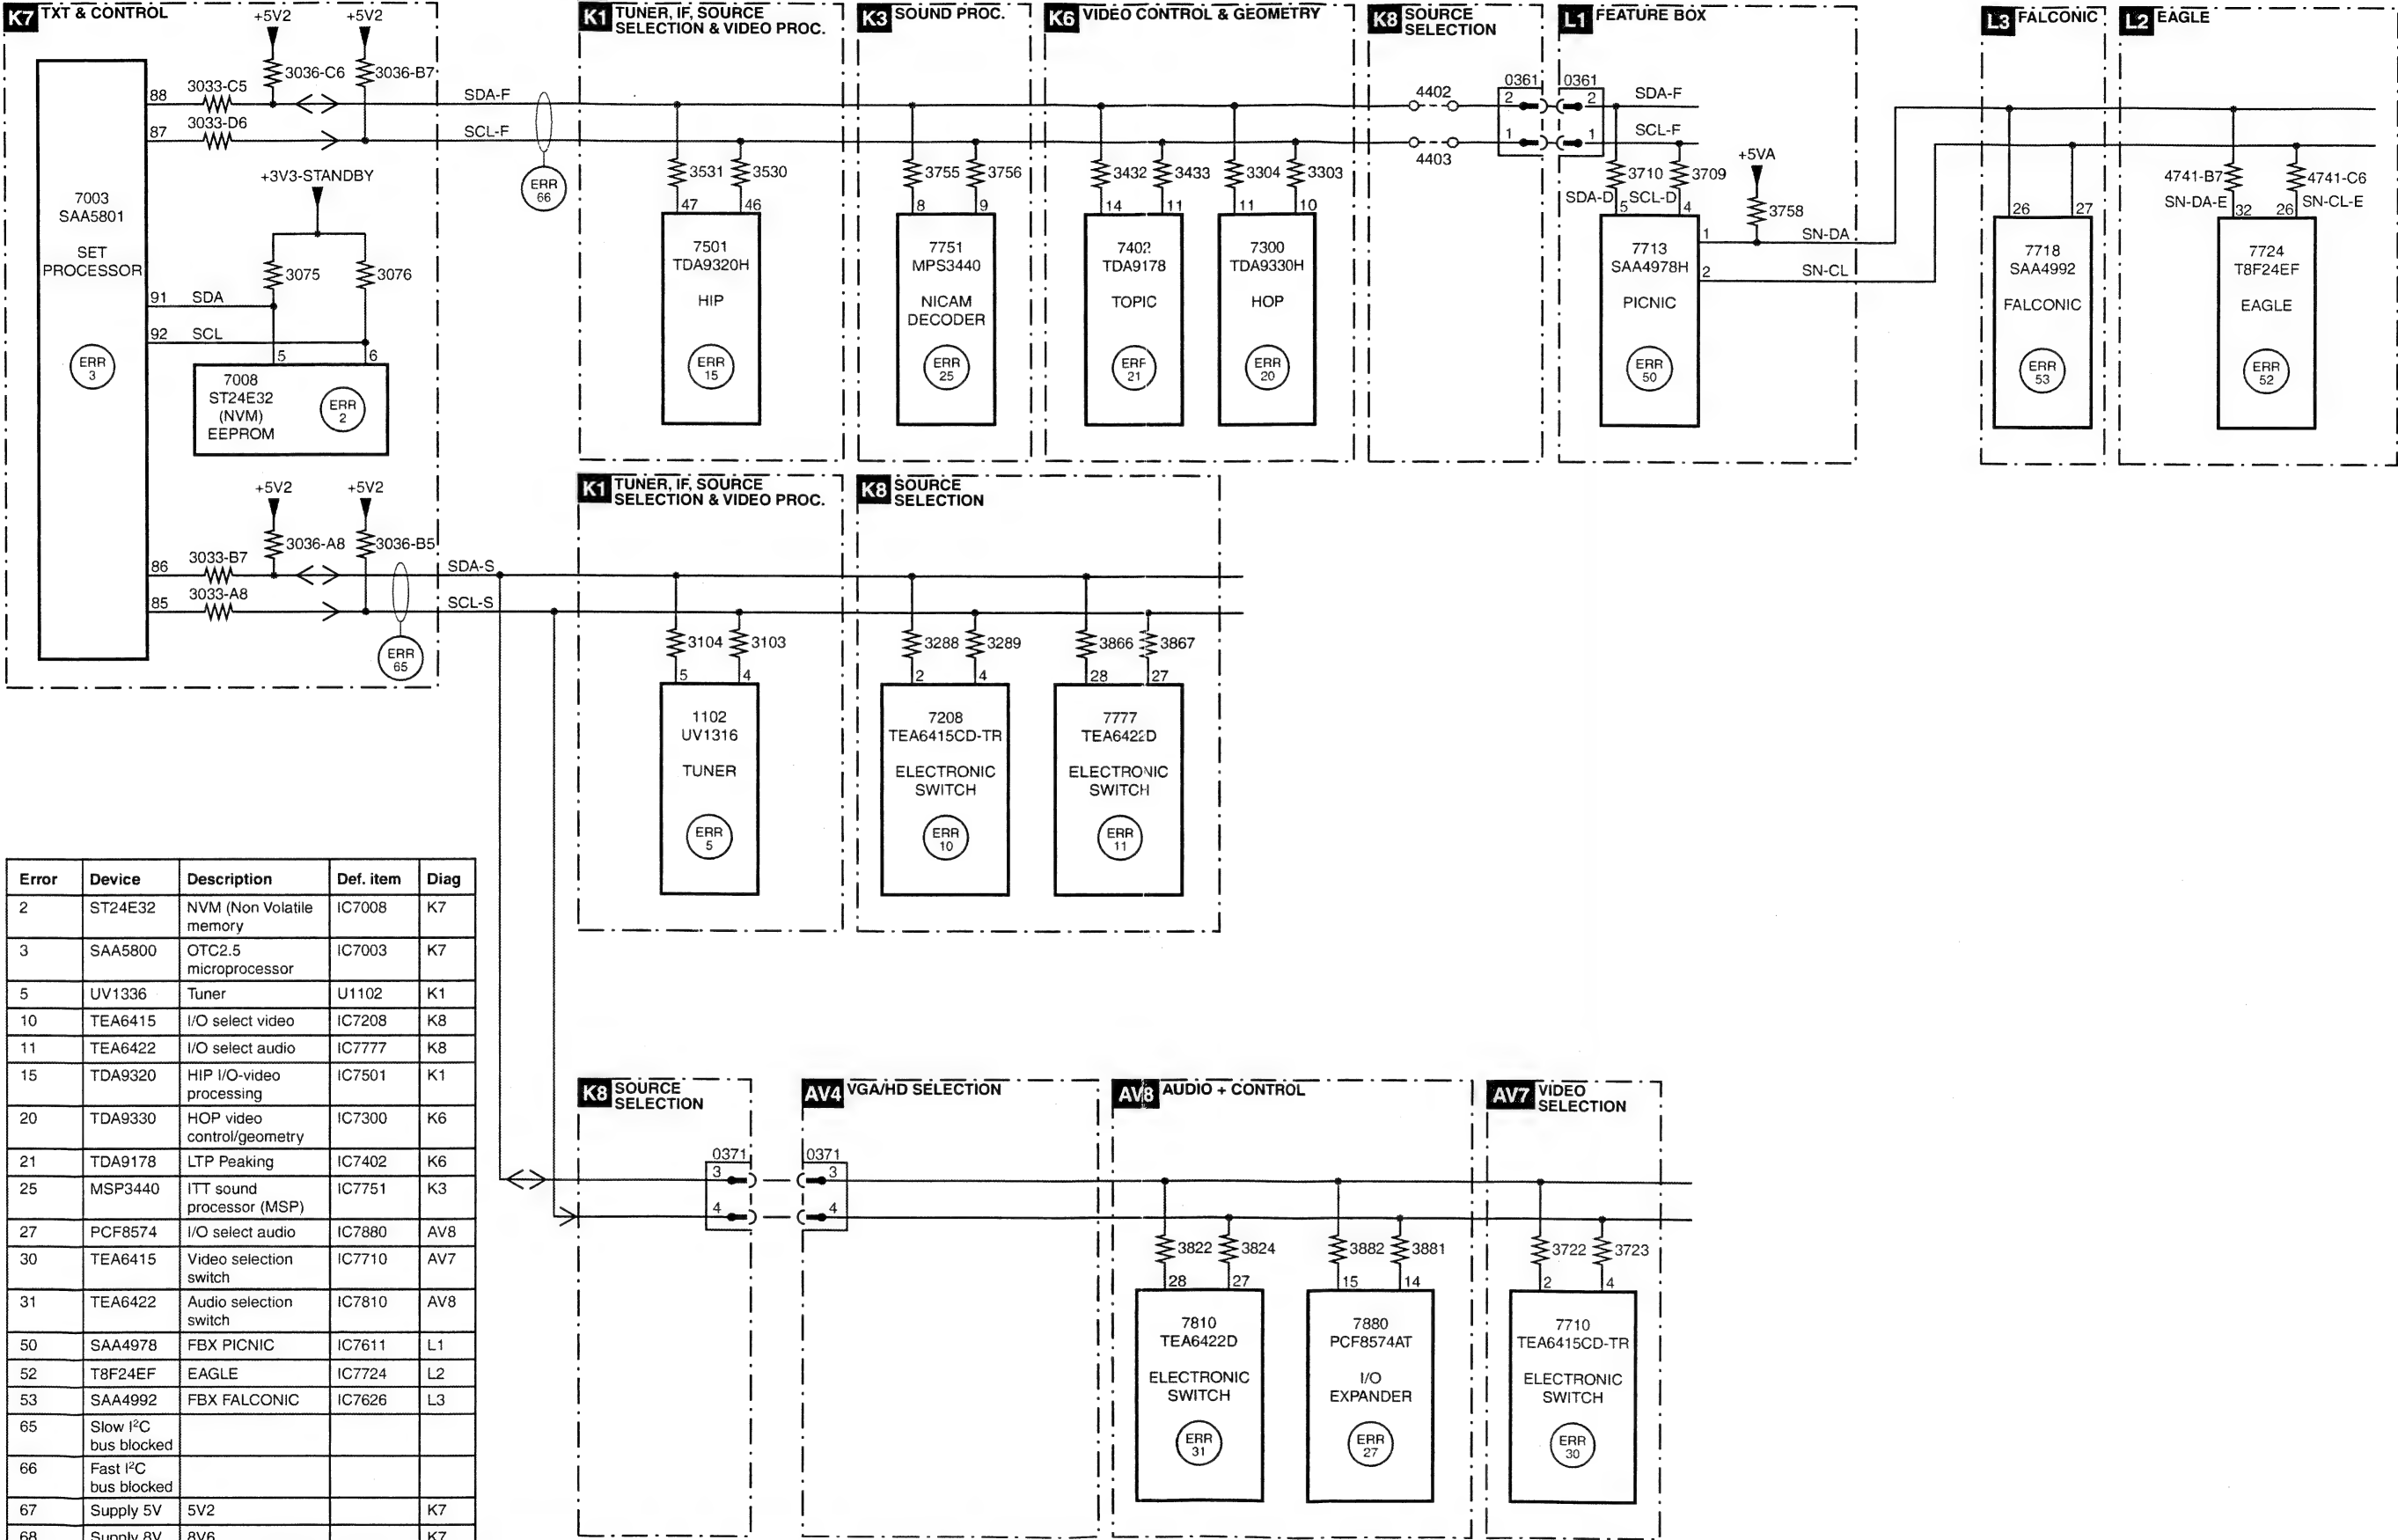 K7 TXT & CONTROL
+5V2 +5V2
3036-C6 3036-B7
88 3033-C5 SDA-F
87 3033-D6 SCL-F
ERR
66
+3V3-STANDBY
7003
SAA5801
SET
PROCESSOR
ERR
3
3075 3076
91 SDA
92 SCL
5 6
7008
ST24E32
(NVM)
EEPROM
ERR
2
+5V2 +5V2
3036-A8 3036-B5
86 3033-B7 SDA-S
85 3033-A8 SCL-S
ERR
65
K1 TUNER, IF, SOURCE
SELECTION & VIDEO PROC.
3531 3530
47 46
7501
TDA9320H
HIP
ERR
15
K3 SOUND PROC.
3755 3756
8 9
7751
MPS3440
NICAM
DECODER
ERR
25
K6 VIDEO CONTROL & GEOMETRY
3432 3433 3304 3303
14 11 11 10
7402
TDA9178
TOPIC
ERF
21
7300
TDA9330H
HOP
ERR
20
K8 SOURCE
SELECTION
4402
4403
0361
2
1
L1 FEATURE BOX
0361
2 SDA-F
1 SCL-F
3710 3709
SDA-D SCL-D
5 4
+5VA
3758
7713
SAA4978H
PICNIC
ERR
50
1 SN-DA
2 SN-CL
L3 FALCONIC
26 27
7718
SAA4992
FALCONIC
ERR
53
L2 EAGLE
4741-B7 4741-C6
SN-DA-E 32 26 SN-CL-E
7724
T8F24EF
EAGLE
ERR
52
K1 TUNER, IF, SOURCE
SELECTION & VIDEO PROC.
3104 3103
5 4
1102
UV1316
TUNER
ERR
5
K8 SOURCE
SELECTION
3288 3289 3866 3867
2 4 28 27
7208
TEA6415CD-TR
ELECTRONIC
SWITCH
ERR
10
7777
TEA6422D
ELECTRONIC
SWITCH
ERR
11
Error Device Description Def. item Diag
2 ST24E32 NVM (Non Volatile
memory IC7008 K7
3 SAA5800 OTC2.5
microprocessor IC7003 K7
5 UV1336 Tuner U1102 K1
10 TEA6415 I/O select video IC7208 K8
11 TEA6422 I/O select audio IC7777 K8
15 TDA9320 HIP I/O-video
processing IC7501 K1
20 TDA9330 HOP video
control/geometry IC7300 K6
21 TDA9178 LTP Peaking IC7402 K6
25 MSP3440 ITT sound
processor (MSP) IC7751 K3
27 PCF8574 I/O select audio IC7880 AV8
30 TEA6415 Video selection
switch IC7710 AV7
31 TEA6422 Audio selection
switch IC7810 AV8
50 SAA4978 FBX PICNIC IC7611 L1
52 T8F24EF EAGLE IC7724 L2
53 SAA4992 FBX FALCONIC IC7626 L3
65 Slow I²C
bus blocked
66 Fast I²C
bus blocked
67 Supply 5V 5V2 K7
68 Supply 8V 8V6 K7
K8 SOURCE
SELECTION
0371
3
4
AV4 VGA/HD SELECTION
0371
3
4
AV8 AUDIO + CONTROL
3822 3824 3882 3881
28 27 15 14
7810
TEA6422D
ELECTRONIC
SWITCH
ERR
31
7880
PCF8574AT
I/O
EXPANDER
ERR
27
AV7 VIDEO
SELECTION
3722 3723
2 4
7710
TEA6415CD-TR
ELECTRONIC
SWITCH
ERR
30